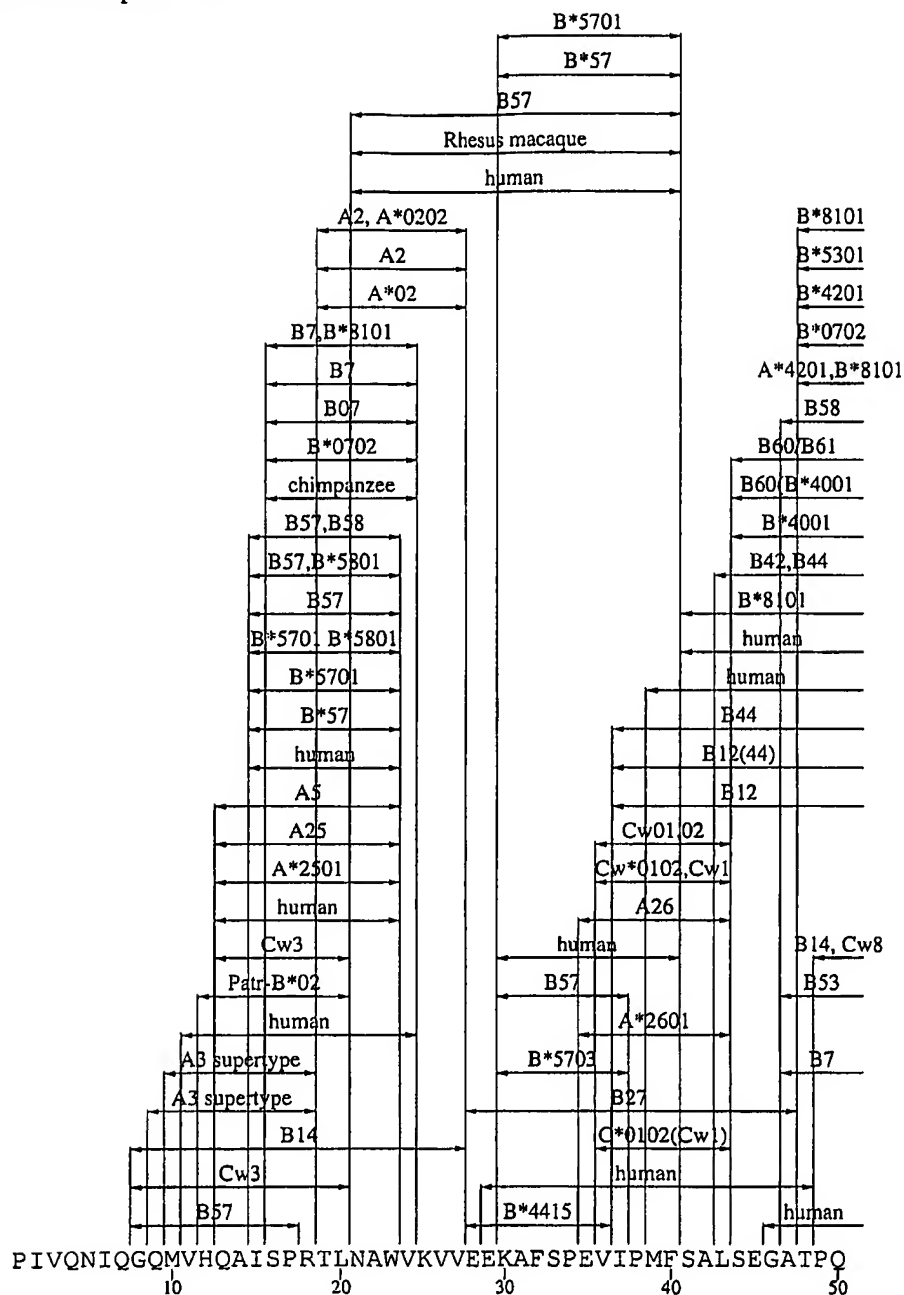 B*5701
B*57
B57
Rhesus macaque
human
A2, A*0202 B*8101
A2 B*5301
A*02 B*4201
B7,B*8101 B*0702
B7 A*4201,B*8101
B07 B58
B*0702 B60/B61
chimpanzee B60(B*4001
B57,B58 B*4001
B57,B*5801 B42,B44
B57 B*8101
B*5701 B*5801 human
B*5701 human
B*57 B44
human B12(44)
A5 B12
A25 Cw01,02
A*2501 Cw*0102,Cw1
human A26
Cw3 human B14, Cw8
Patr-B*02 B57 B53
human A*2601
A3 supertype B*5703 B7
A3 supertype B27
B14 C*0102(Cw1)
Cw3 human
B57 B*4415 human
PIVQNIQGQMVHQAISPRTLNAWVKVVEEKAFSPEVIPMFSALSEGATPQ
10 20 30 40 50